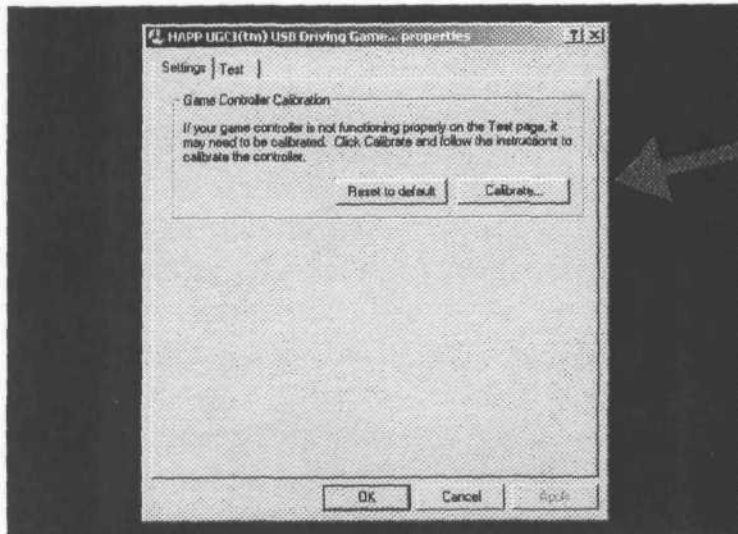 HAPP UGCI(tm) USB Driving Game... properties
Settings
Test
Game Controller Calibration
If your game controller is not functioning properly on the Test page, it
may need to be calibrated. Click Calibrate and follow the instructions to
calibrate the controller.
Reset to default
Calibrate...
OK
Cancel
Apply